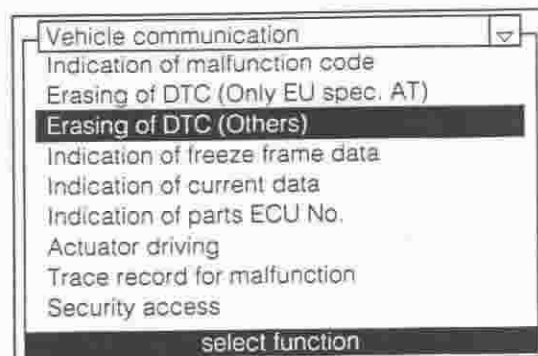 Vehicle communication
Indication of malfunction code
Erasing of DTC (Only EU spec. AT)
Erasing of DTC (Others)
Indication of freeze frame data
Indication of current data
Indication of parts ECU No.
Actuator driving
Trace record for malfunction
Security access
select function